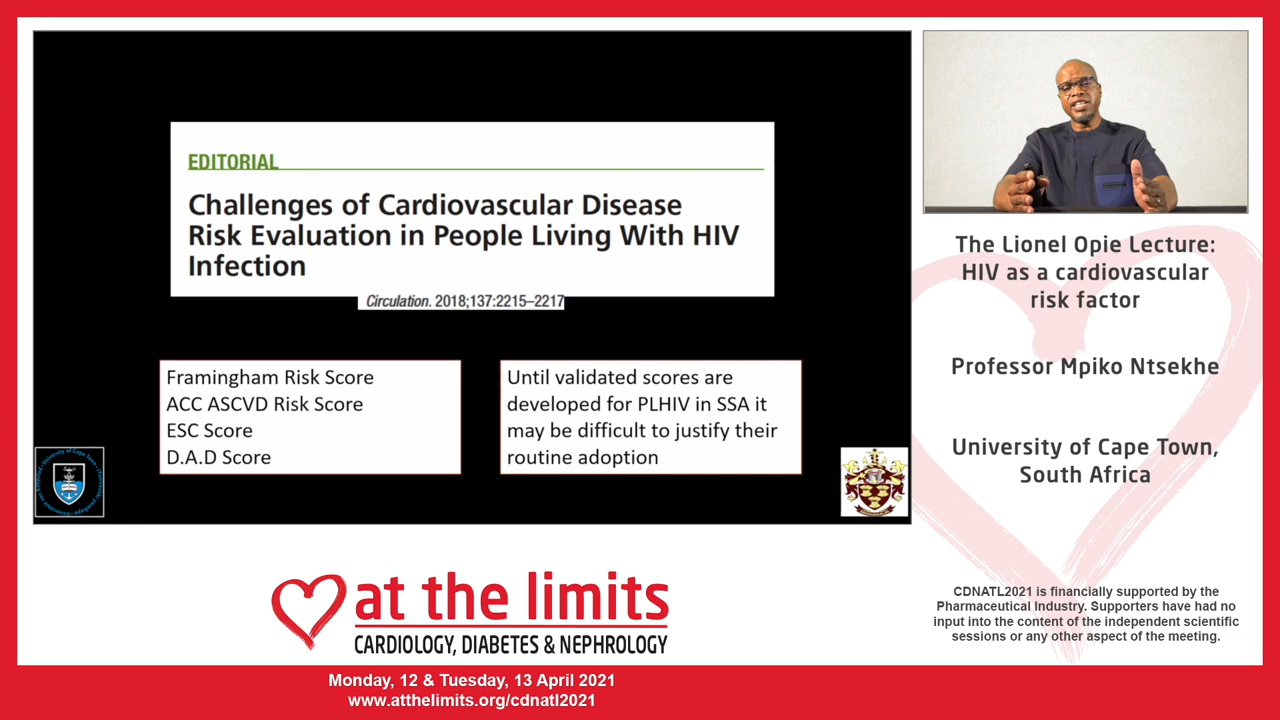 EDITORIAL
Challenges of Cardiovascular Disease
Risk Evaluation in People Living With HIV
Infection
Circulation. 2018;137:2215–2217
Framingham Risk Score
ACC ASCVD Risk Score
ESC Score
D.A.D Score
Until validated scores are
developed for PLHIV in SSA it
may be difficult to justify their
routine adoption
The Lionel Opie Lecture:
HIV as a cardiovascular
risk factor
Professor Mpiko Ntsekhe
University of Cape Town,
South Africa
CDNATL2021 is financially supported by the
Pharmaceutical Industry. Supporters have had no
input into the content of the independent scientific
sessions or any other aspect of the meeting.
at the limits
CARDIOLOGY, DIABETES & NEPHROLOGY
Monday, 12 & Tuesday, 13 April 2021
www.atthelimits.org/cdnatl2021